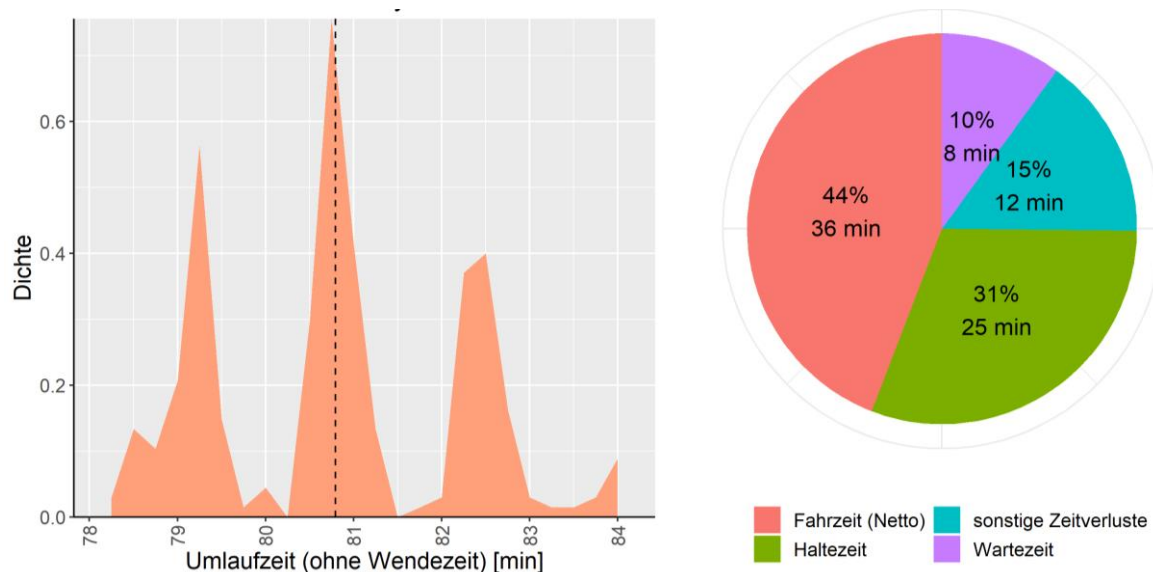 0.6
0.4
0.2
0.0
Dichte
78
79
80
81
82
83
84
Umlaufzeit (ohne Wendezeit) [min]
10%
8 min
15%
12 min
44%
36 min
31%
25 min
Fahrzeit (Netto)
sonstige Zeitverluste
Haltezeit
Wartezeit